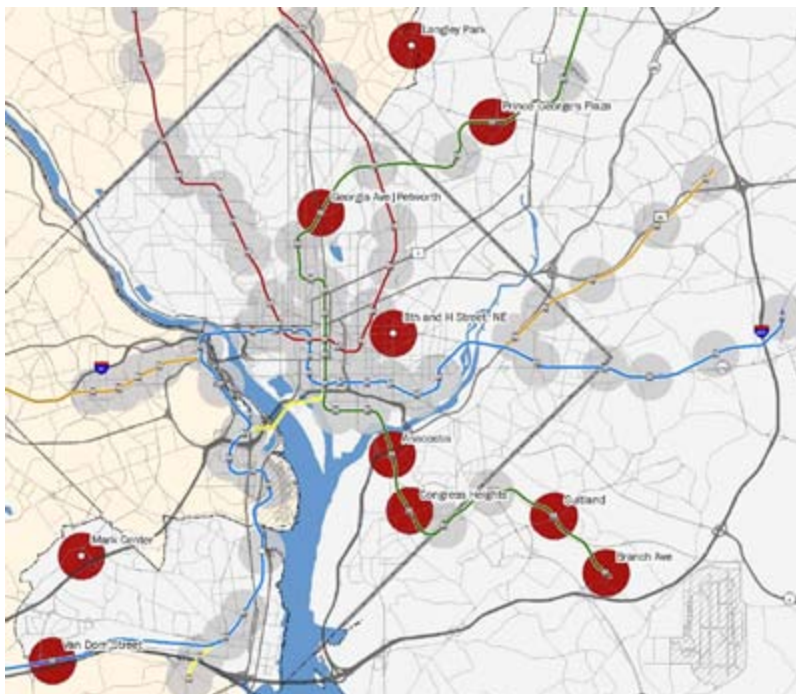 Langley Park
Prince George's Plaza
Georgia Ave/Petworth
8th and H Street, NE
Anacostia
Congress Heights
Suitland
Branch Ave
Mark Center
Van Dorn Street